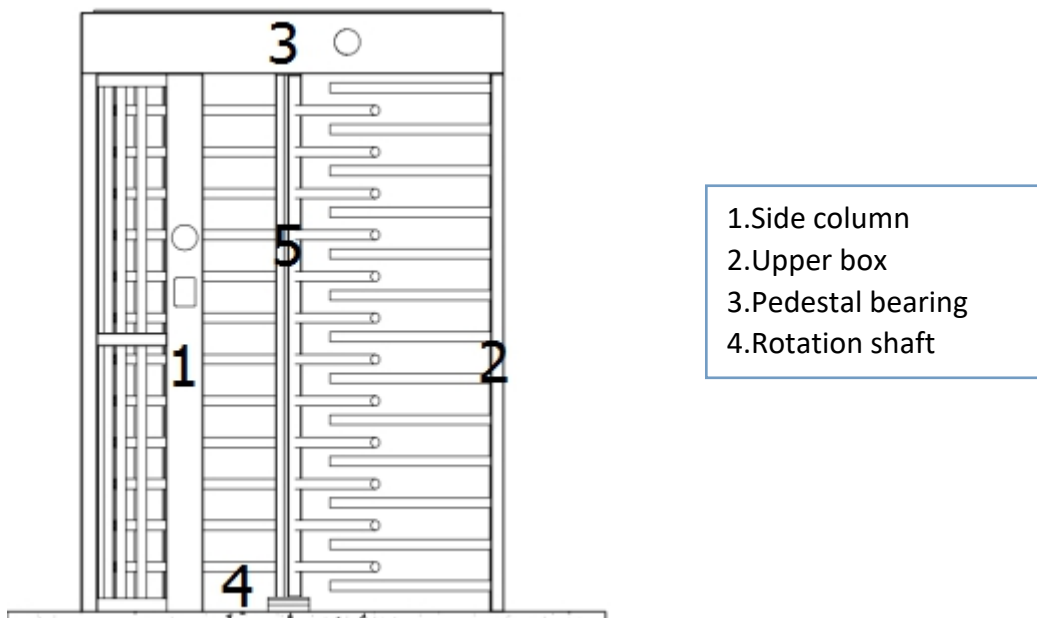 3
5
1
2
4
1.Side column
2.Upper box
3.Pedestal bearing
4.Rotation shaft